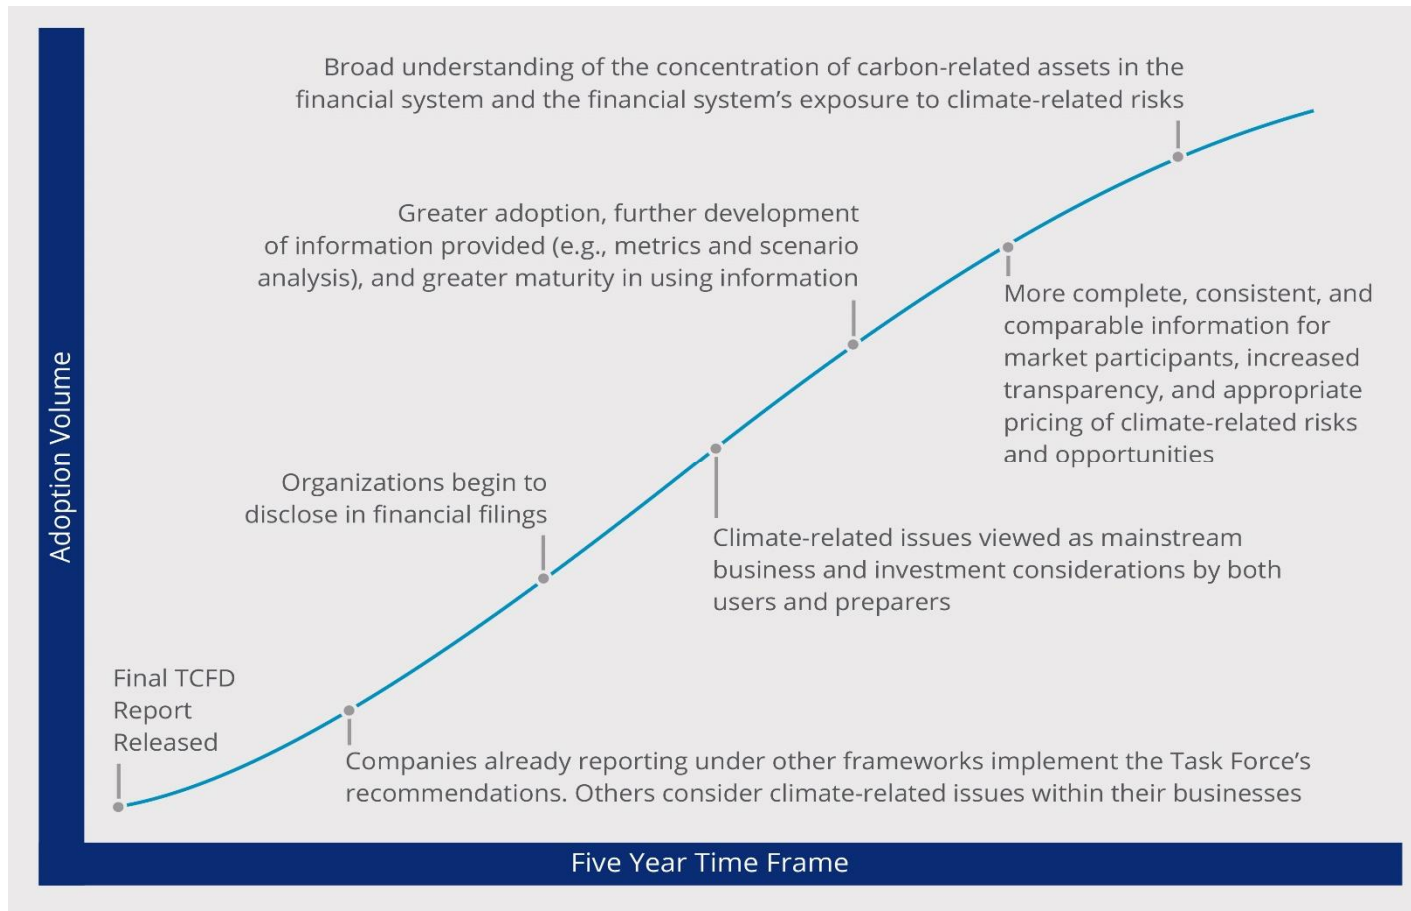 Broad understanding of the concentration of carbon-related assets in the
financial system and the financial system’s exposure to climate-related risks
Greater adoption, further development
of information provided (e.g., metrics and scenario
analysis), and greater maturity in using information
More complete, consistent, and
comparable information for
market participants, increased
transparency, and appropriate
pricing of climate-related risks
and opportunities
Organizations begin to
disclose in financial filings
Climate-related issues viewed as mainstream
business and investment considerations by both
users and preparers
Final TCFD
Report
Released
Companies already reporting under other frameworks implement the Task Force’s
recommendations. Others consider climate-related issues within their businesses
Adoption Volume
Five Year Time Frame